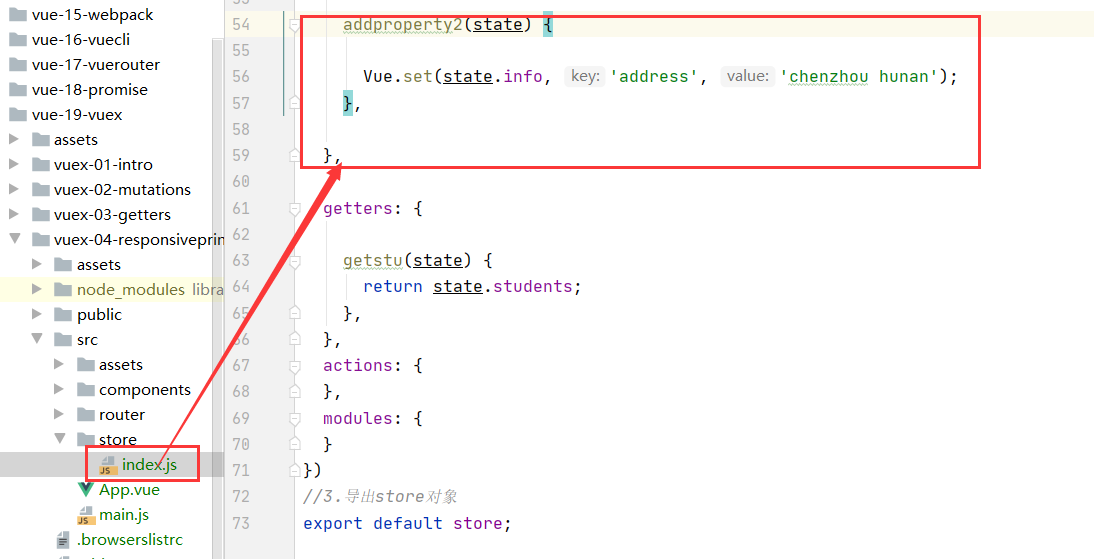 vue-15-webpack
vue-16-vuecli
vue-17-vuerouter
vue-18-promise
vue-19-vuex
assets
vuex-01-intro
vuex-02-mutations
vuex-03-getters
vuex-04-responsiveprin
assets
node_modules libra
public
src
assets
components
router
store
index.js
App.vue
main.js
.browserslistrc
54 addproperty2(state) {
55
56 Vue.set(state.info, key: 'address', value: 'chenzhou hunan');
57 },
58
59 },
60
61 getters: {
62
63 getstu(state) {
64 return state.students;
65 },
66 },
67 actions: {
68 },
69 modules: {
70 }
71 })
72 //3.导出store对象
73 export default store;